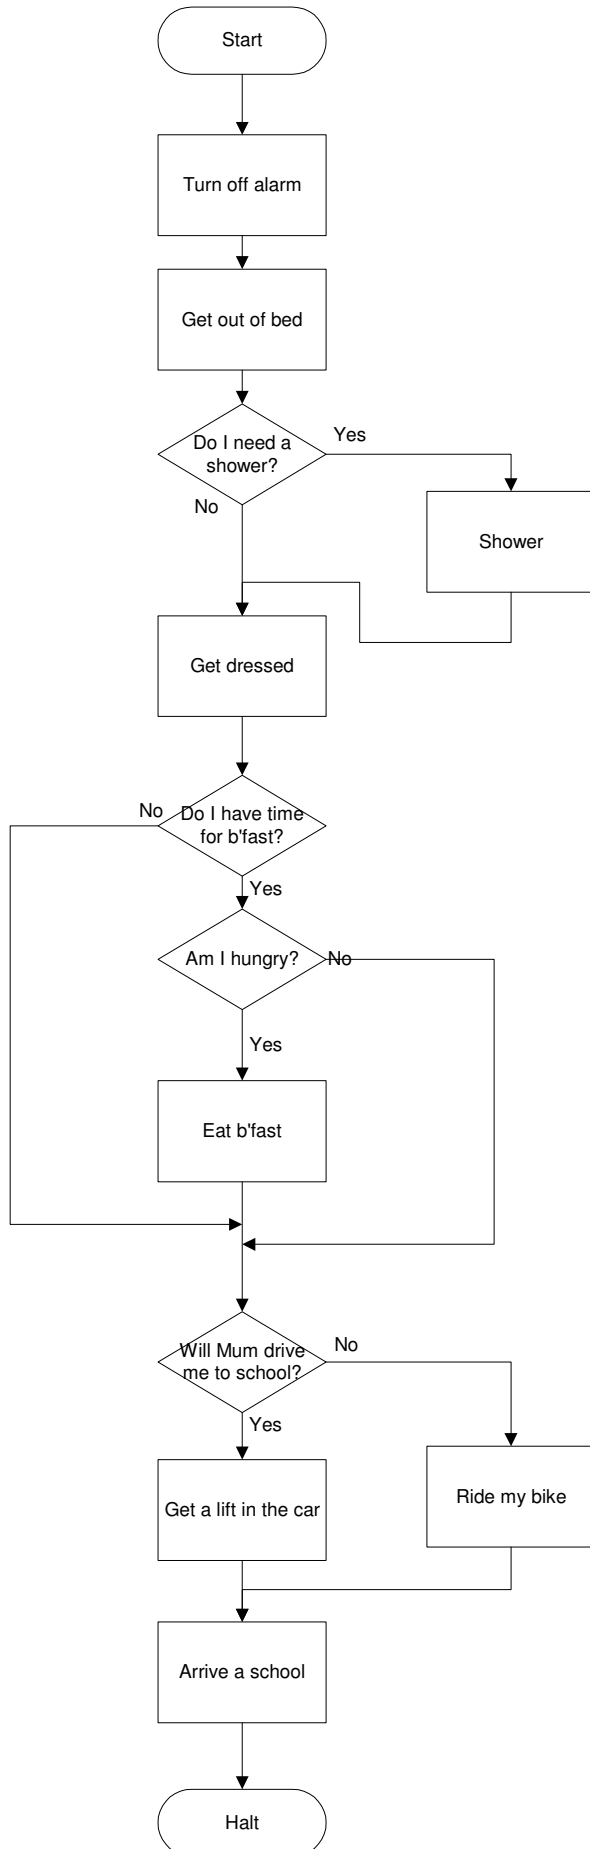 Start
Turn off alarm
Get out of bed
Do I need a
shower?
Yes
No
Shower
Get dressed
Do I have time
for b'fast?
No
Yes
Am I hungry?
No
Yes
Eat b'fast
Will Mum drive
me to school?
No
Yes
Get a lift in the car
Ride my bike
Arrive a school
Halt